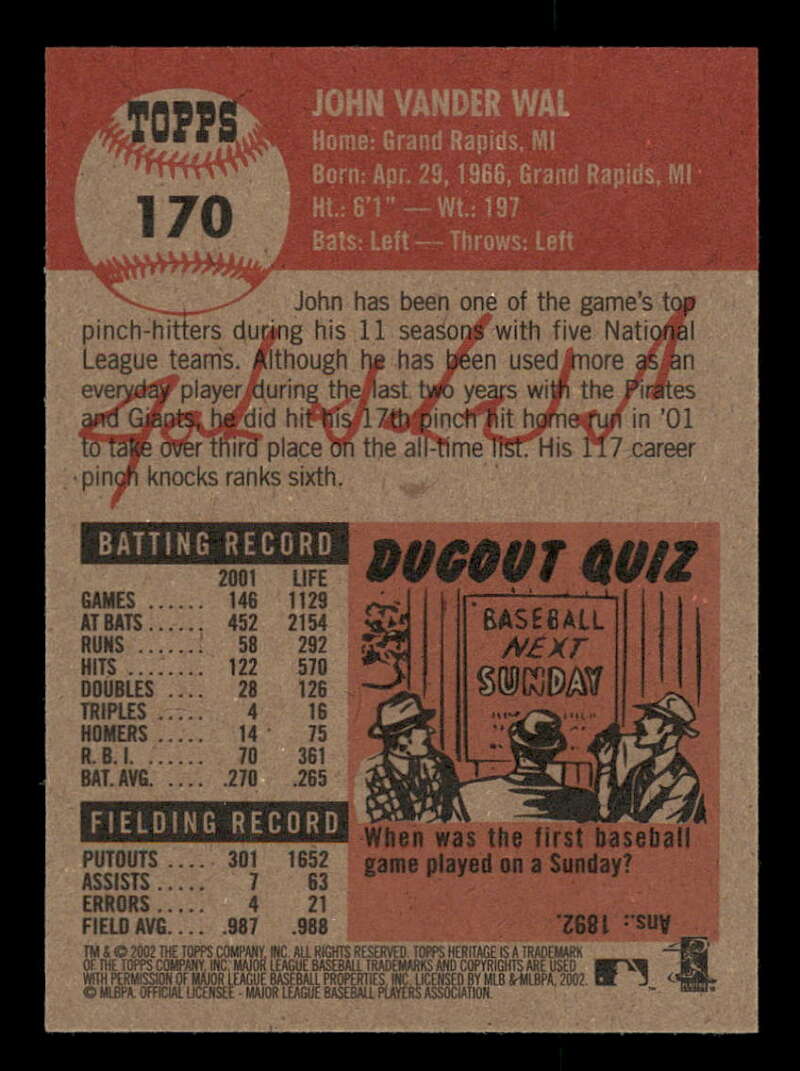 TOPPS
170
JOHN VANDER WAL
Home: Grand Rapids, MI
Born: Apr. 29, 1966, Grand Rapids, MI
Ht.: 6'1" — Wt.: 197
Bats: Left — Throws: Left
John has been one of the game's top
pinch-hitters during his 11 seasons with five National
League teams. Although he has been used more as an
everyday player during the last two years with the Pirates
and Giants, he did hit his 17th pinch hit home run in '01
to take over third place on the all-time list. His 117 career
pinch knocks ranks sixth.
BATTING RECORD
2001 LIFE
GAMES ...... 146 1129
AT BATS ...... 452 2154
RUNS ....... 58 292
HITS ........ 122 570
DOUBLES .... 28 126
TRIPLES ..... 4 16
HOMERS ..... 14 75
R. B. I. ...... 70 361
BAT. AVG. .... .270 .265
FIELDING RECORD
PUTOUTS .... 301 1652
ASSISTS ..... 7 63
ERRORS ..... 4 21
FIELD AVG. ... .987 .988
DUGOUT QUIZ
BASEBALL
NEXT
SUNDAY
When was the first baseball
game played on a Sunday?
Ans.: 1892.
TM & © 2002 THE TOPPS COMPANY, INC. ALL RIGHTS RESERVED. TOPPS HERITAGE IS A TRADEMARK
OF THE TOPPS COMPANY, INC. MAJOR LEAGUE BASEBALL TRADEMARKS AND COPYRIGHTS ARE USED
WITH PERMISSION OF MAJOR LEAGUE BASEBALL PROPERTIES, INC. LICENSED BY MLB & MLBPA, 2002.
© MLBPA. OFFICIAL LICENSEE - MAJOR LEAGUE BASEBALL PLAYERS ASSOCIATION.